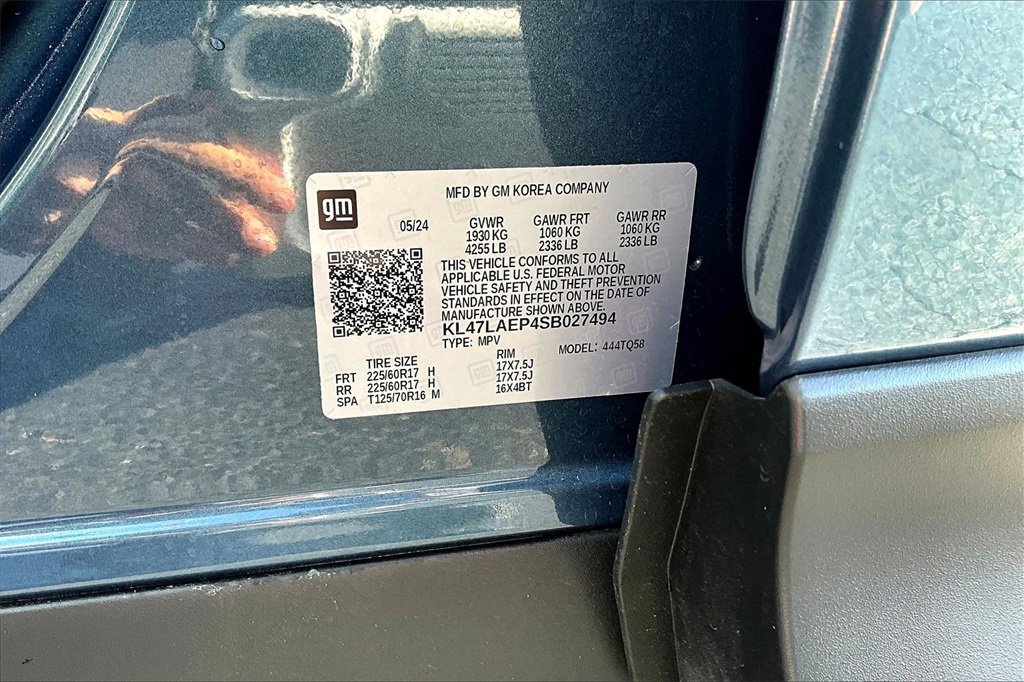 gm
MFD BY GM KOREA COMPANY
05/24 GVWR GAWR FRT GAWR RR
1930 KG 1060 KG 1060 KG
4255 LB 2336 LB 2336 LB
THIS VEHICLE CONFORMS TO ALL
APPLICABLE U.S. FEDERAL MOTOR
VEHICLE SAFETY AND THEFT PREVENTION
STANDARDS IN EFFECT ON THE DATE OF
MANUFACTURE SHOWN ABOVE.
KL47LAEP4SB027494
TYPE: MPV MODEL: 444TQ58
TIRE SIZE RIM
FRT 225/60R17 H 17X7.5J
RR 225/60R17 H 17X7.5J
SPA T125/70R16 M 16X4BT